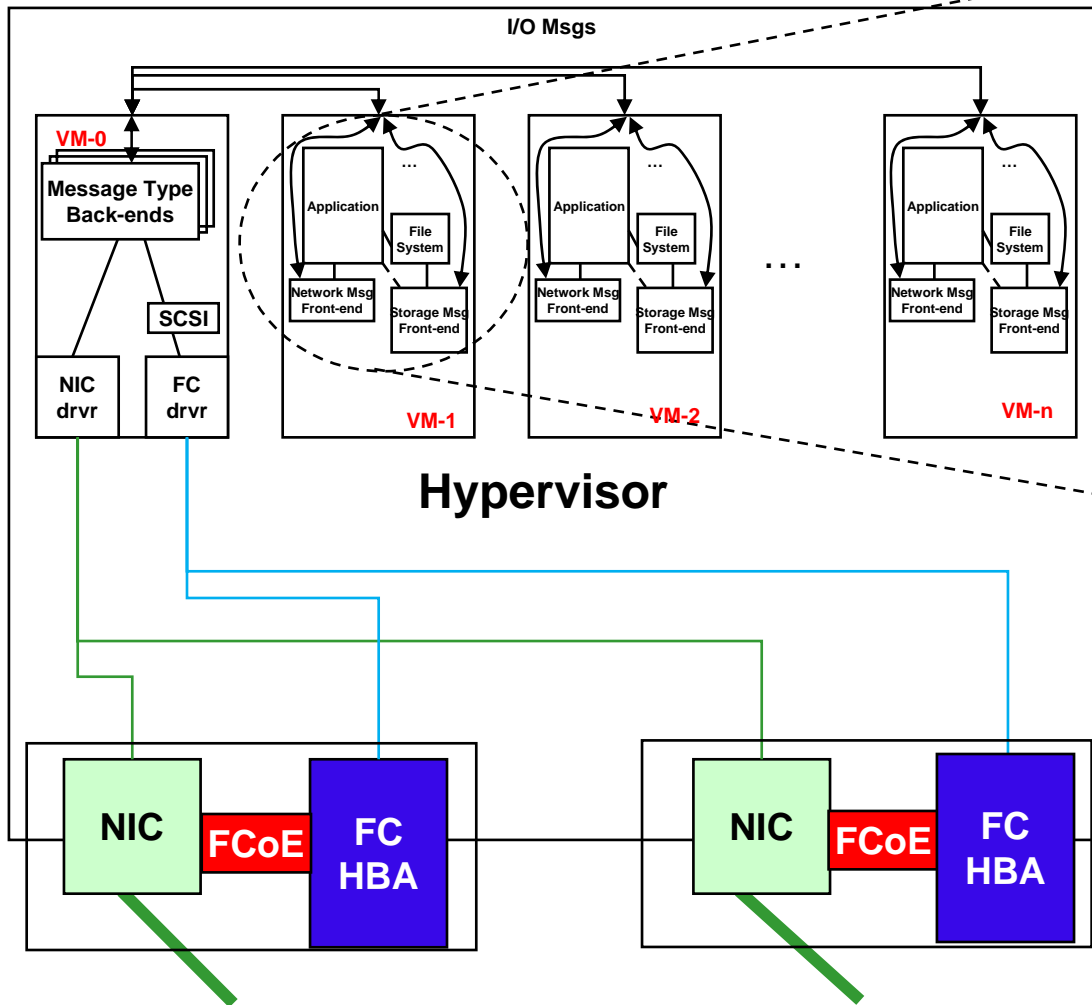 I/O Msgs
VM-0
Message Type
Back-ends
SCSI
NIC
drvr
FC
drvr
...
Application
File
System
Network Msg
Front-end
Storage Msg
Front-end
VM-1
...
Application
File
System
Network Msg
Front-end
Storage Msg
Front-end
VM-2
...
...
Application
File
System
Network Msg
Front-end
Storage Msg
Front-end
VM-n
Hypervisor
NIC
FCoE
FC
HBA
NIC
FCoE
FC
HBA